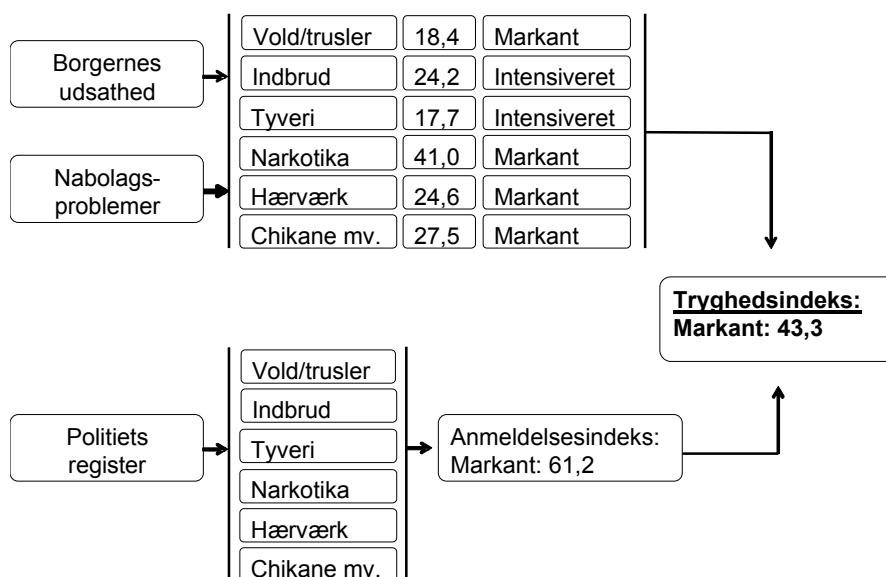 Borgernes
udsathed
Nabolags-
problemer
Vold/trusler 18,4 Markant
Indbrud 24,2 Intensiveret
Tyveri 17,7 Intensiveret
Narkotika 41,0 Markant
Hærværk 24,6 Markant
Chikane mv. 27,5 Markant
Tryghedsindeks:
Markant: 43,3
Politiets
register
Vold/trusler
Indbrud
Tyveri
Narkotika
Hærværk
Chikane mv.
Anmeldelsesindeks:
Markant: 61,2